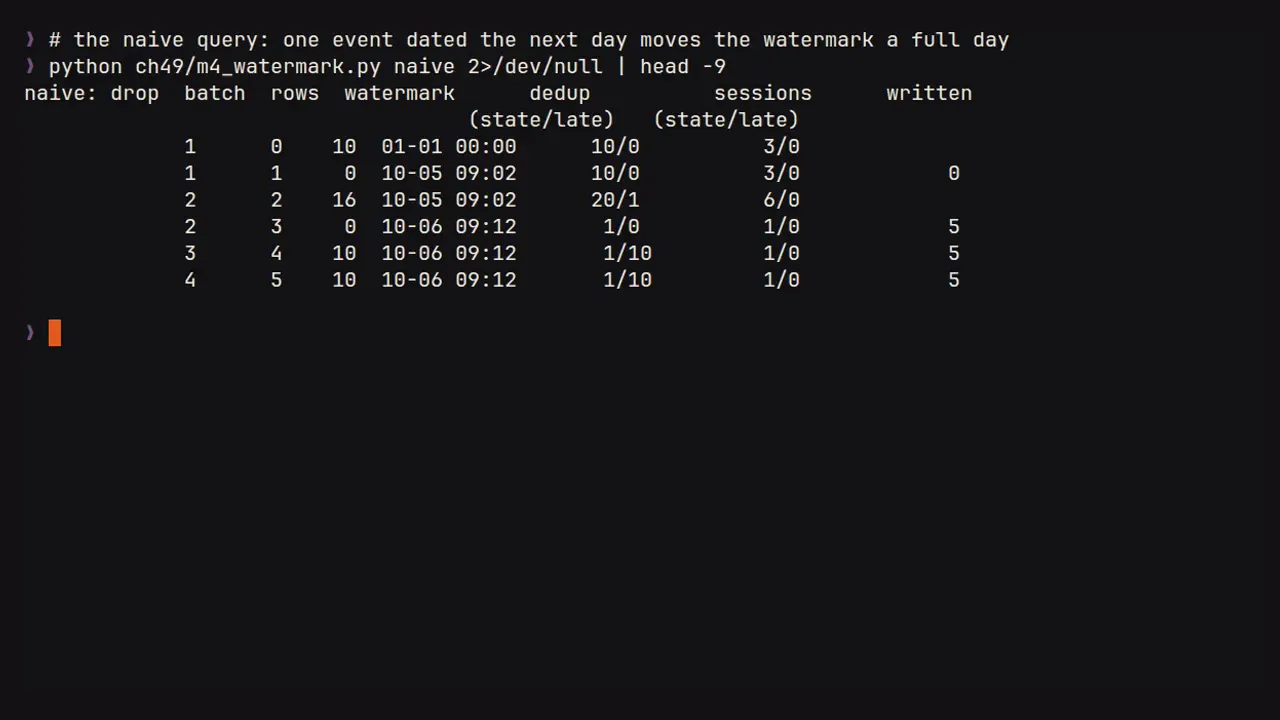 ❯ # the naive query: one event dated the next day moves the watermark a full day
❯ python ch49/m4_watermark.py naive 2>/dev/null | head -9
naive: drop  batch  rows  watermark      dedup          sessions      written
                                    (state/late)   (state/late)
             1      0    10  01-01 00:00      10/0          3/0
             1      1     0  10-05 09:02      10/0          3/0            0
             2      2    16  10-05 09:02      20/1          6/0
             2      3     0  10-06 09:12       1/0          1/0            5
             3      4    10  10-06 09:12       1/10         1/0            5
             4      5    10  10-06 09:12       1/10         1/0            5
❯